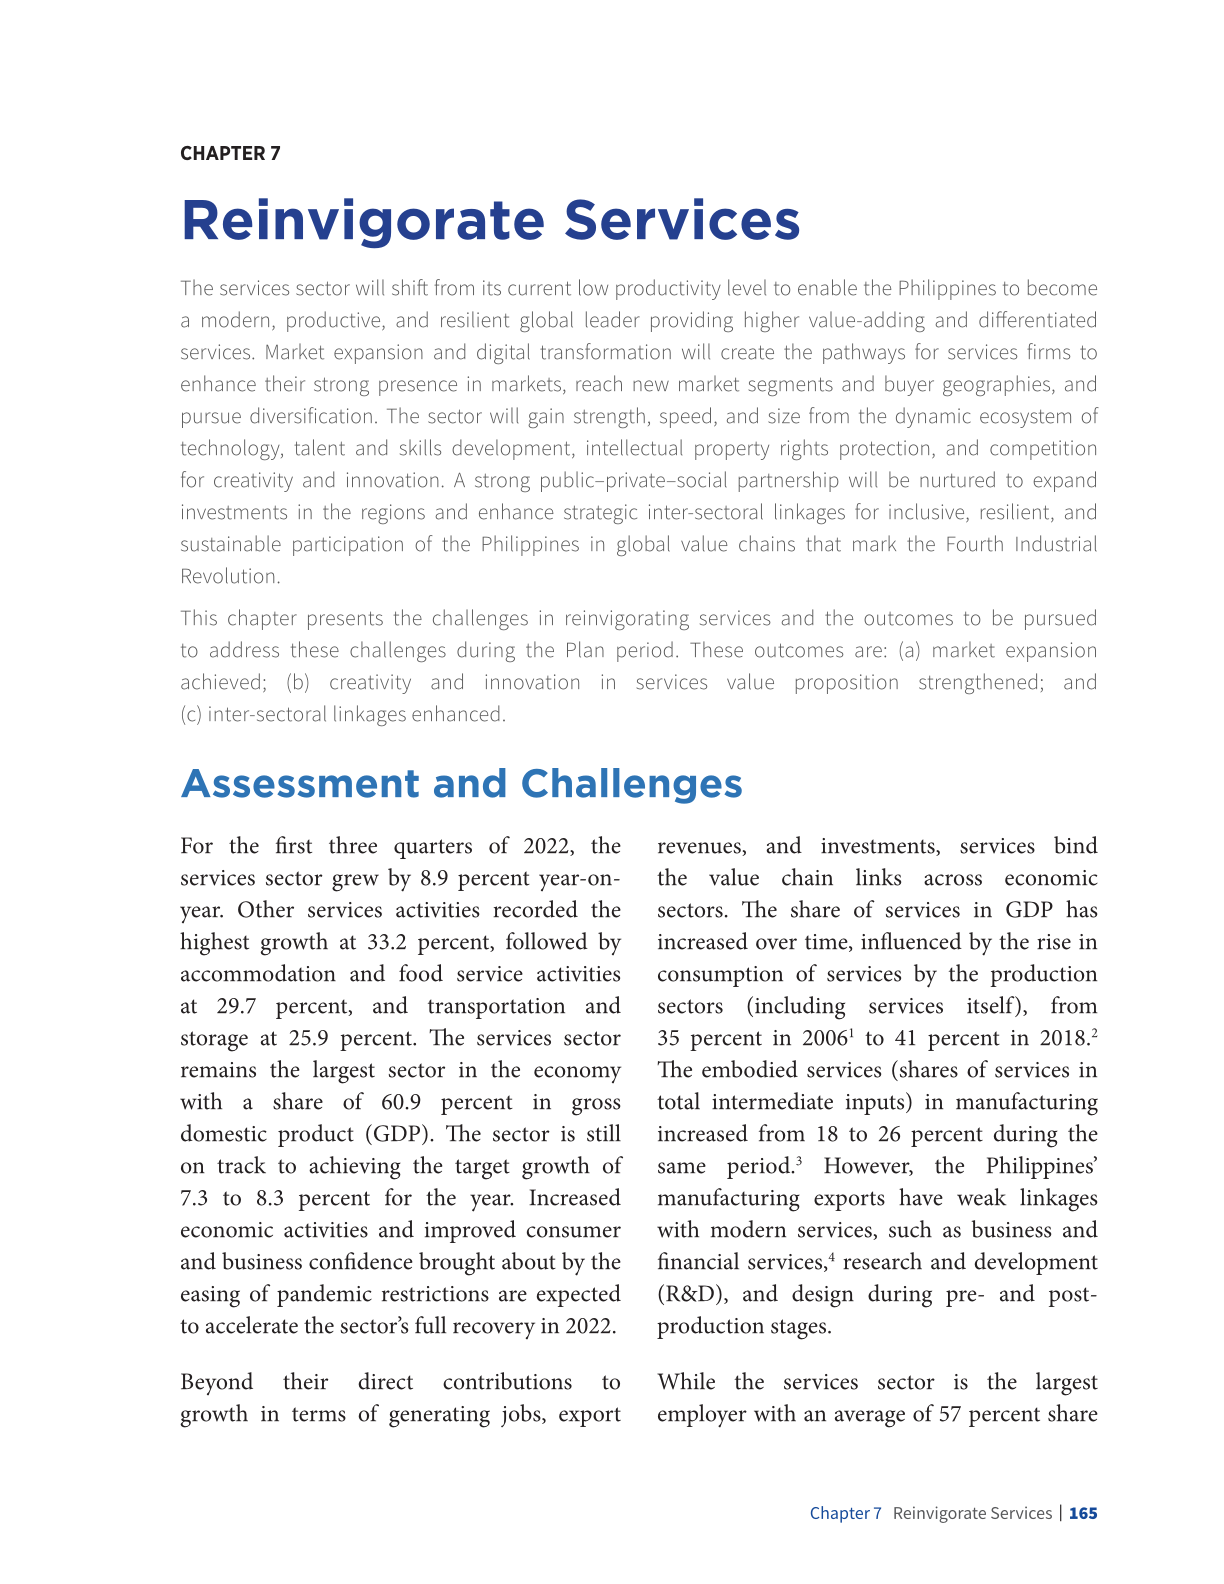 CHAPTER 7
Reinvigorate Services
The services sector will shift from its current low productivity level to enable the Philippines to become
a modern, productive, and resilient global leader providing higher value-adding and differentiated
services. Market expansion and digital transformation will create the pathways for services firms to
enhance their strong presence in markets, reach new market segments and buyer geographies, and
pursue diversification. The sector will gain strength, speed, and size from the dynamic ecosystem of
technology, talent and skills development, intellectual property rights protection, and competition
for creativity and innovation. A strong public–private–social partnership will be nurtured to expand
investments in the regions and enhance strategic inter-sectoral linkages for inclusive, resilient, and
sustainable participation of the Philippines in global value chains that mark the Fourth Industrial
Revolution.
This chapter presents the challenges in reinvigorating services and the outcomes to be pursued
to address these challenges during the Plan period. These outcomes are: (a) market expansion
achieved; (b) creativity and innovation in services value proposition strengthened; and
(c) inter-sectoral linkages enhanced.
Assessment and Challenges
For the first three quarters of 2022, the
services sector grew by 8.9 percent year-on-
year. Other services activities recorded the
highest growth at 33.2 percent, followed by
accommodation and food service activities
at 29.7 percent, and transportation and
storage at 25.9 percent. The services sector
remains the largest sector in the economy
with a share of 60.9 percent in gross
domestic product (GDP). The sector is still
on track to achieving the target growth of
7.3 to 8.3 percent for the year. Increased
economic activities and improved consumer
and business confidence brought about by the
easing of pandemic restrictions are expected
to accelerate the sector’s full recovery in 2022.
Beyond their direct contributions to
growth in terms of generating jobs, export
revenues, and investments, services bind
the value chain links across economic
sectors. The share of services in GDP has
increased over time, influenced by the rise in
consumption of services by the production
sectors (including services itself), from
35 percent in 2006¹ to 41 percent in 2018.²
The embodied services (shares of services in
total intermediate inputs) in manufacturing
increased from 18 to 26 percent during the
same period.³ However, the Philippines’
manufacturing exports have weak linkages
with modern services, such as business and
financial services,⁴ research and development
(R&D), and design during pre- and post-
production stages.
While the services sector is the largest
employer with an average of 57 percent share
Chapter 7 Reinvigorate Services | 165